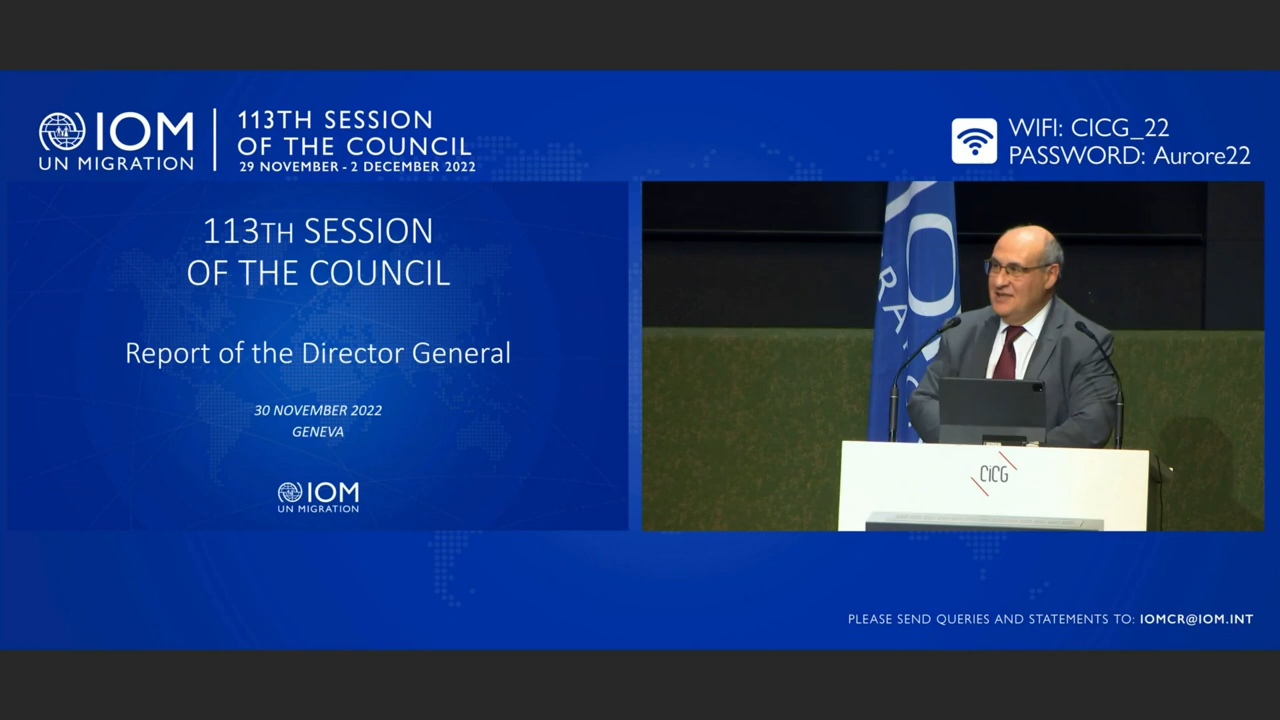 IOM
UN MIGRATION
113TH SESSION
OF THE COUNCIL
29 NOVEMBER - 2 DECEMBER 2022
WIFI: CICG_22
PASSWORD: Aurore22
113TH SESSION
OF THE COUNCIL
Report of the Director General
30 NOVEMBER 2022
GENEVA
IOM
UN MIGRATION
CiCG
PLEASE SEND QUERIES AND STATEMENTS TO: IOMCR@IOM.INT